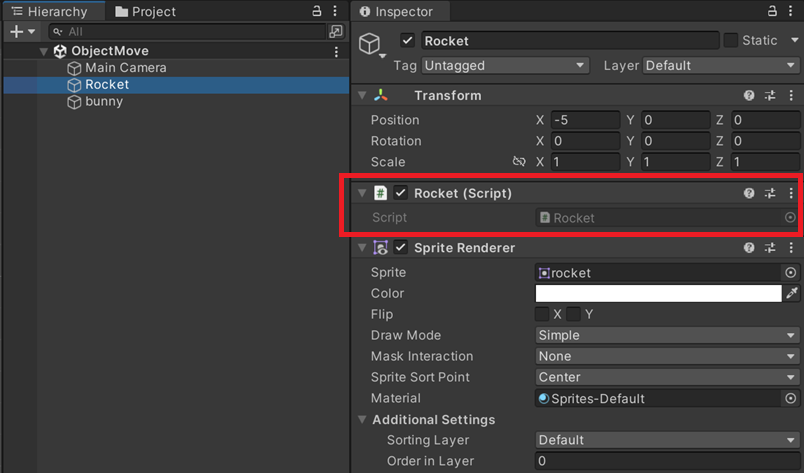 Hierarchy
Project
All
ObjectMove
Main Camera
Rocket
bunny
Inspector
Rocket Static
Tag Untagged Layer Default
Transform
Position X -5 Y 0 Z 0
Rotation X 0 Y 0 Z 0
Scale X 1 Y 1 Z 1
# Rocket (Script)
Script # Rocket
Sprite Renderer
Sprite rocket
Color
Flip X Y
Draw Mode Simple
Mask Interaction None
Sprite Sort Point Center
Material Sprites-Default
Additional Settings
Sorting Layer Default
Order in Layer 0